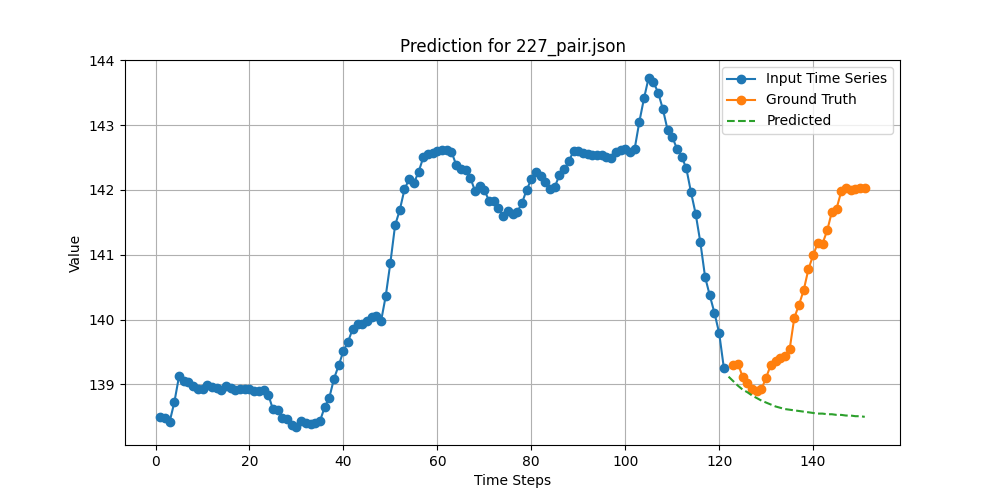 Prediction for 227_pair.json
Input Time Series
Ground Truth
Predicted
Value
144
143
142
141
140
139
0 20 40 60 80 100 120 140
Time Steps